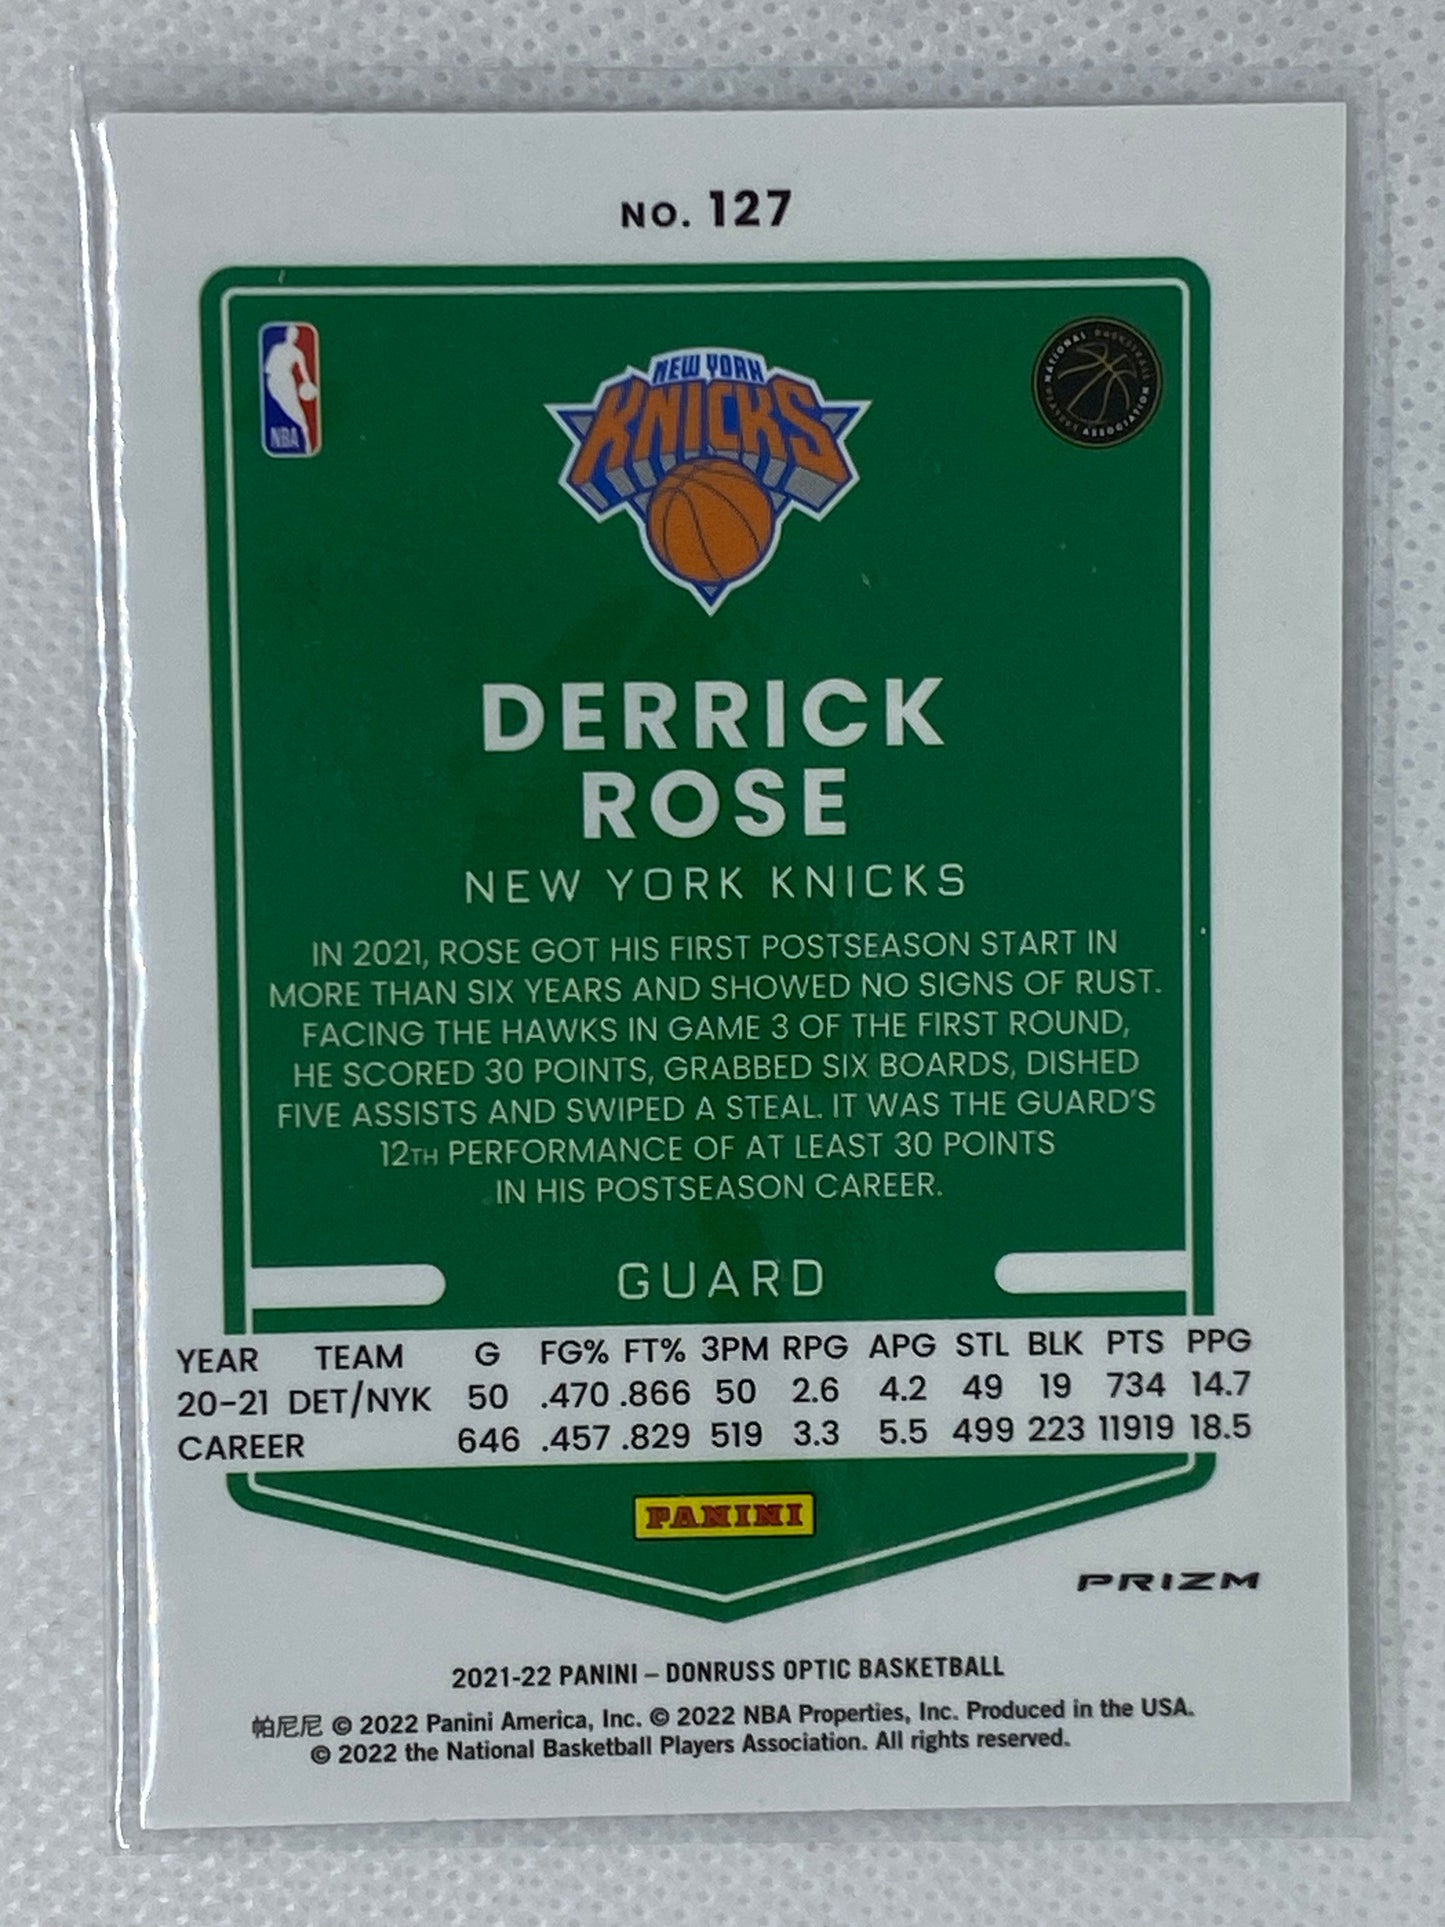 NO. 127
NBA
NEW YORK
KNICKS
NATIONAL BASKETBALL
PLAYERS ASSOCIATION
DERRICK
ROSE
NEW YORK KNICKS
IN 2021, ROSE GOT HIS FIRST POSTSEASON START IN
MORE THAN SIX YEARS AND SHOWED NO SIGNS OF RUST.
FACING THE HAWKS IN GAME 3 OF THE FIRST ROUND,
HE SCORED 30 POINTS, GRABBED SIX BOARDS, DISHED
FIVE ASSISTS AND SWIPED A STEAL. IT WAS THE GUARD'S
12TH PERFORMANCE OF AT LEAST 30 POINTS
IN HIS POSTSEASON CAREER.
GUARD
YEAR TEAM G FG% FT% 3PM RPG APG STL BLK PTS PPG
20-21 DET/NYK 50 .470 .866 50 2.6 4.2 49 19 734 14.7
CAREER 646 .457 .829 519 3.3 5.5 499 223 11919 18.5
PANINI
PRIZM
2021-22 PANINI – DONRUSS OPTIC BASKETBALL
帕尼尼 © 2022 Panini America, Inc. © 2022 NBA Properties, Inc. Produced in the USA.
© 2022 the National Basketball Players Association. All rights reserved.